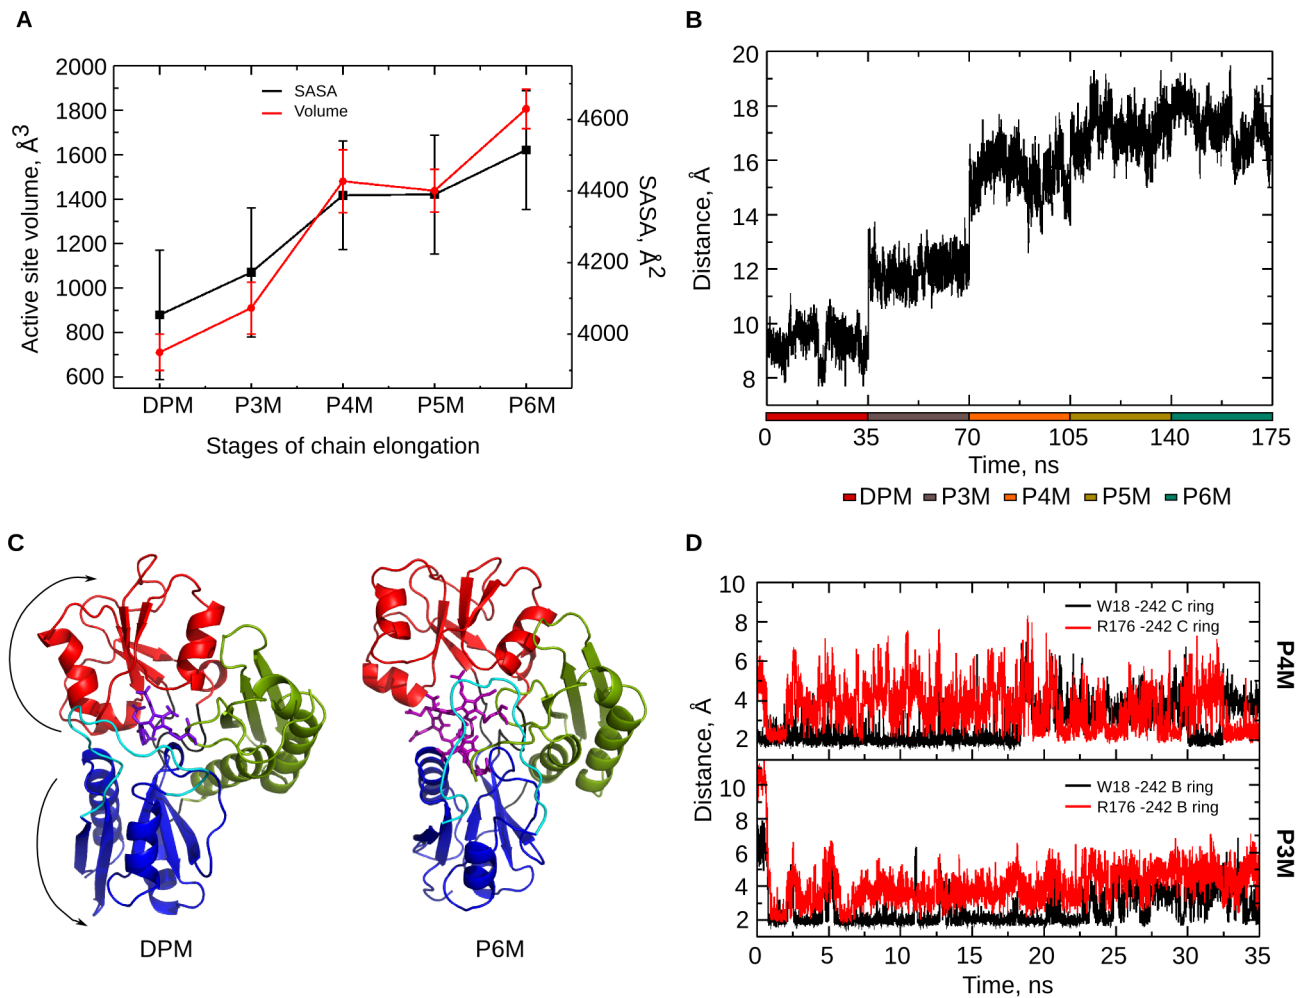 A
2000
1800
1600
1400
1200
1000
800
600
Active site volume, Å3
SASA
Volume
4600
4400
4200
4000
SASA, Å2
DPM P3M P4M P5M P6M
Stages of chain elongation
B
20
18
16
14
12
10
8
Distance, Å
0 35 70 105 140 175
Time, ns
DPM P3M P4M P5M P6M
C
DPM P6M
D
10
8
6
4
2
W18 -242 C ring
R176 -242 C ring
P4M
Distance, Å
10
8
6
4
2
W18 -242 B ring
R176 -242 B ring
P3M
0 5 10 15 20 25 30 35
Time, ns